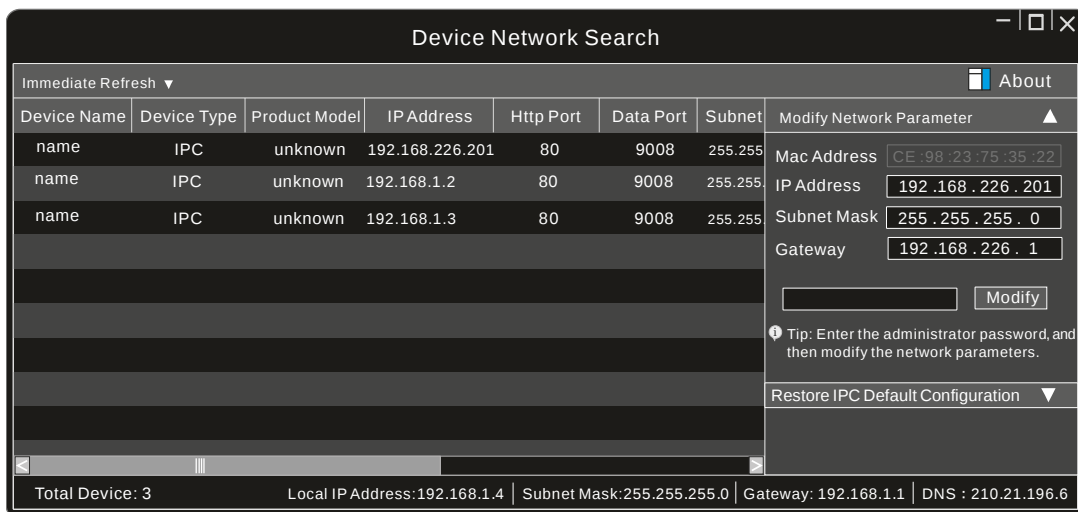 Device Network Search
Immediate Refresh ▼ About
Device Name Device Type Product Model IP Address Http Port Data Port Subnet
name IPC unknown 192.168.226.201 80 9008 255.255
name IPC unknown 192.168.1.2 80 9008 255.255.
name IPC unknown 192.168.1.3 80 9008 255.255.
Modify Network Parameter ▲
Mac Address CE :98 :23 :75 :35 :22
IP Address 192 .168 . 226 . 201
Subnet Mask 255 . 255 . 255 . 0
Gateway 192 .168 . 226 . 1
Modify
Tip: Enter the administrator password, and
then modify the network parameters.
Restore IPC Default Configuration ▼
Total Device: 3 Local IP Address:192.168.1.4 Subnet Mask:255.255.255.0 Gateway: 192.168.1.1 DNS : 210.21.196.6